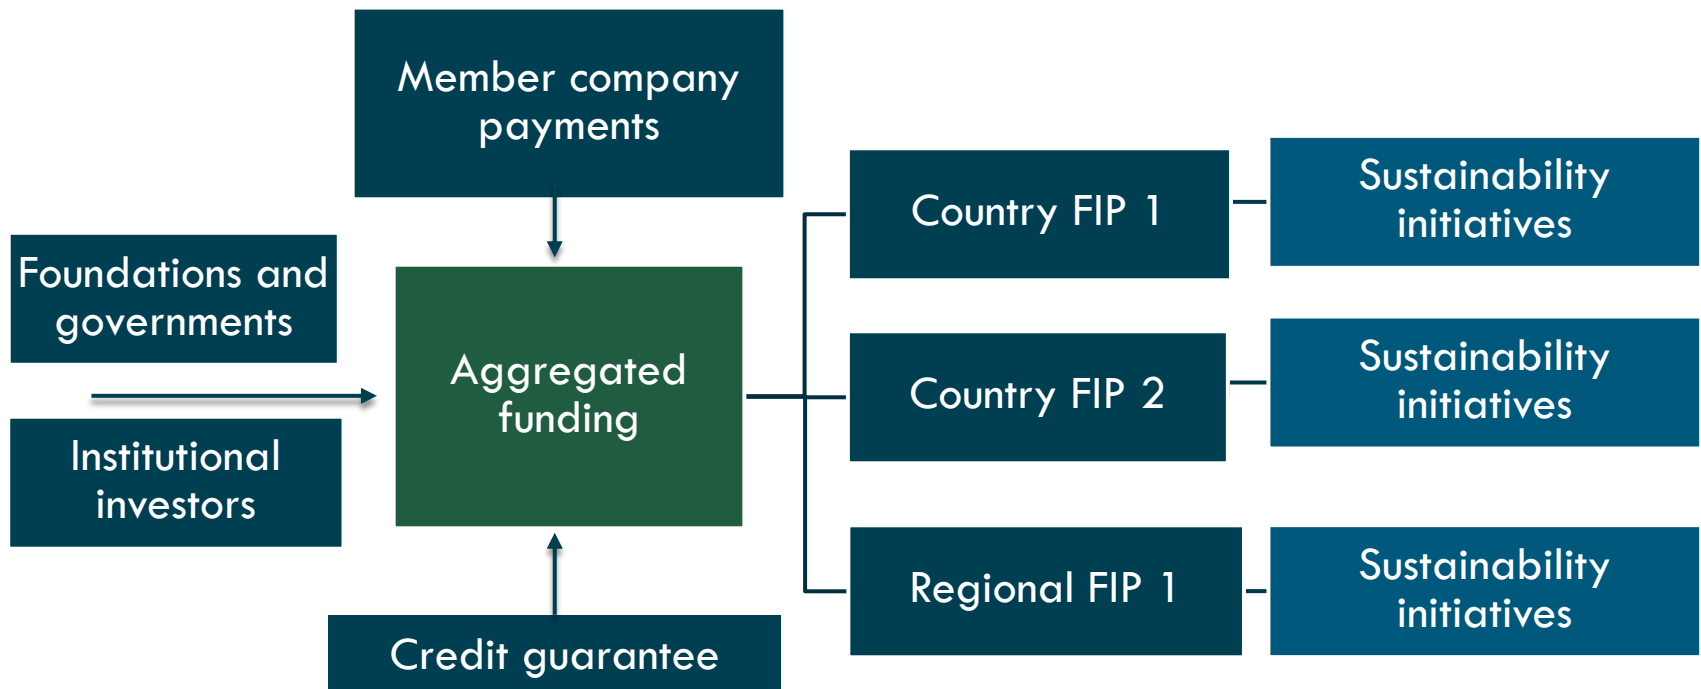 Member company
payments
Foundations and
governments
Institutional
investors
Aggregated
funding
Credit guarantee
Country FIP 1
Sustainability
initiatives
Country FIP 2
Sustainability
initiatives
Regional FIP 1
Sustainability
initiatives